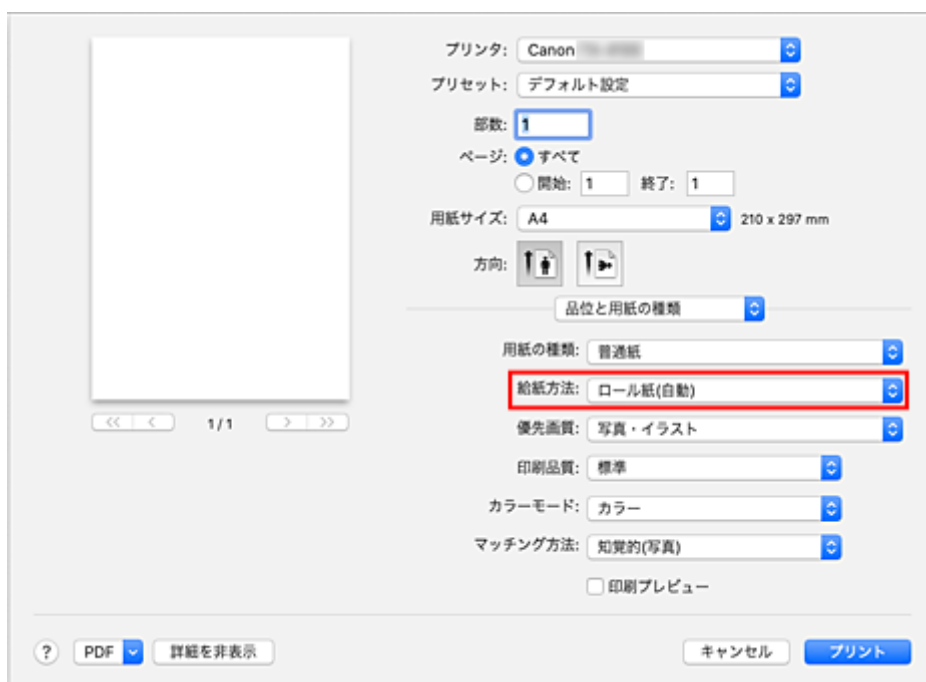 プリンタ: Canon
プリセット: デフォルト設定
部数: 1
ページ: すべて
開始: 1 終了: 1
用紙サイズ: A4 210 x 297 mm
方向:
品位と用紙の種類
用紙の種類: 普通紙
給紙方法: ロール紙(自動)
1 / 1
優先画質: 写真・イラスト
印刷品質: 標準
カラーモード: カラー
マッチング方法: 知覚的(写真)
印刷プレビュー
? PDF 詳細を非表示 キャンセル プリント